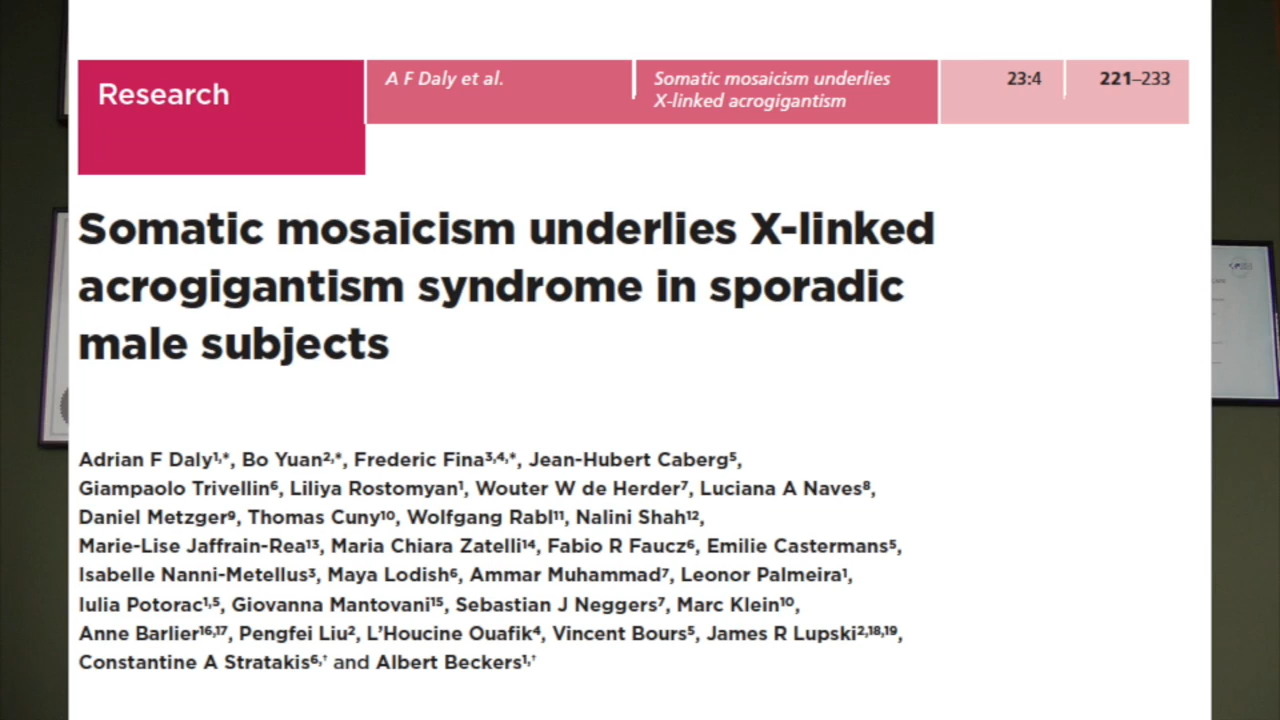 Research
A F Daly et al.
Somatic mosaicism underlies
X-linked acrogigantism
23:4
221–233
Somatic mosaicism underlies X-linked
acrogigantism syndrome in sporadic
male subjects
Adrian F Daly¹,*, Bo Yuan²,*, Frederic Fina³,⁴,*, Jean-Hubert Caberg⁵,
Giampaolo Trivellin⁶, Liliya Rostomyan¹, Wouter W de Herder⁷, Luciana A Naves⁸,
Daniel Metzger⁹, Thomas Cuny¹⁰, Wolfgang Rabl¹¹, Nalini Shah¹²,
Marie-Lise Jaffrain-Rea¹³, Maria Chiara Zatelli¹⁴, Fabio R Faucz⁶, Emilie Castermans⁵,
Isabelle Nanni-Metellus³, Maya Lodish⁶, Ammar Muhammad⁷, Leonor Palmeira¹,
Iulia Potorac¹,⁵, Giovanna Mantovani¹⁵, Sebastian J Neggers⁷, Marc Klein¹⁰,
Anne Barlier¹⁶,¹⁷, Pengfei Liu², L'Houcine Ouafik⁴, Vincent Bours⁵, James R Lupski²,¹⁸,¹⁹,
Constantine A Stratakis⁶,† and Albert Beckers¹,†